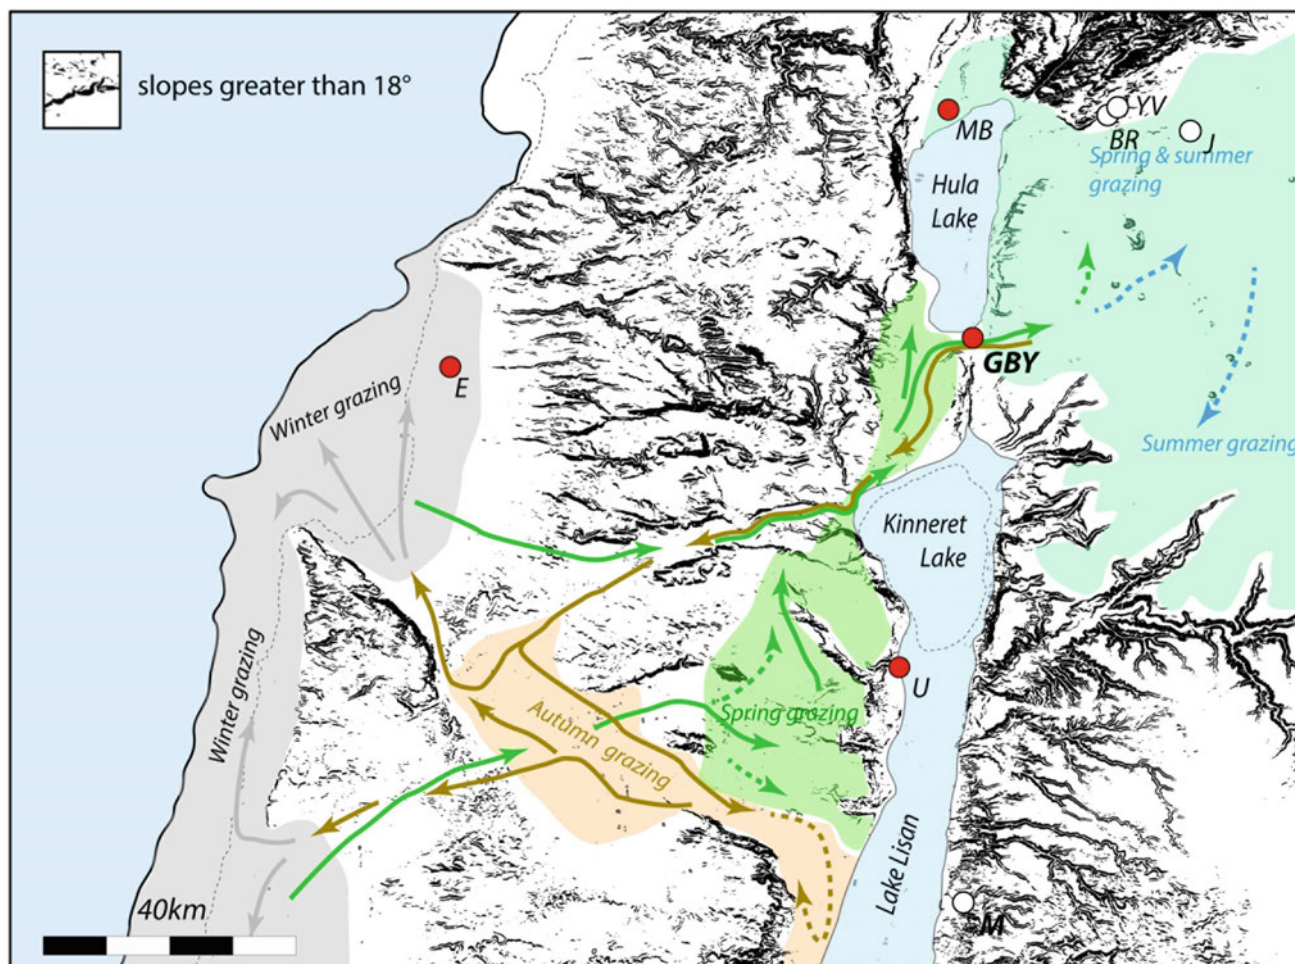 slopes greater than 18°
MB
YV
BR
J
Spring & summer
grazing
Hula
Lake
GBY
E
Winter grazing
Summer grazing
Kinneret
Lake
Winter grazing
U
Spring grazing
Autumn grazing
Lake Lisan
40km
M